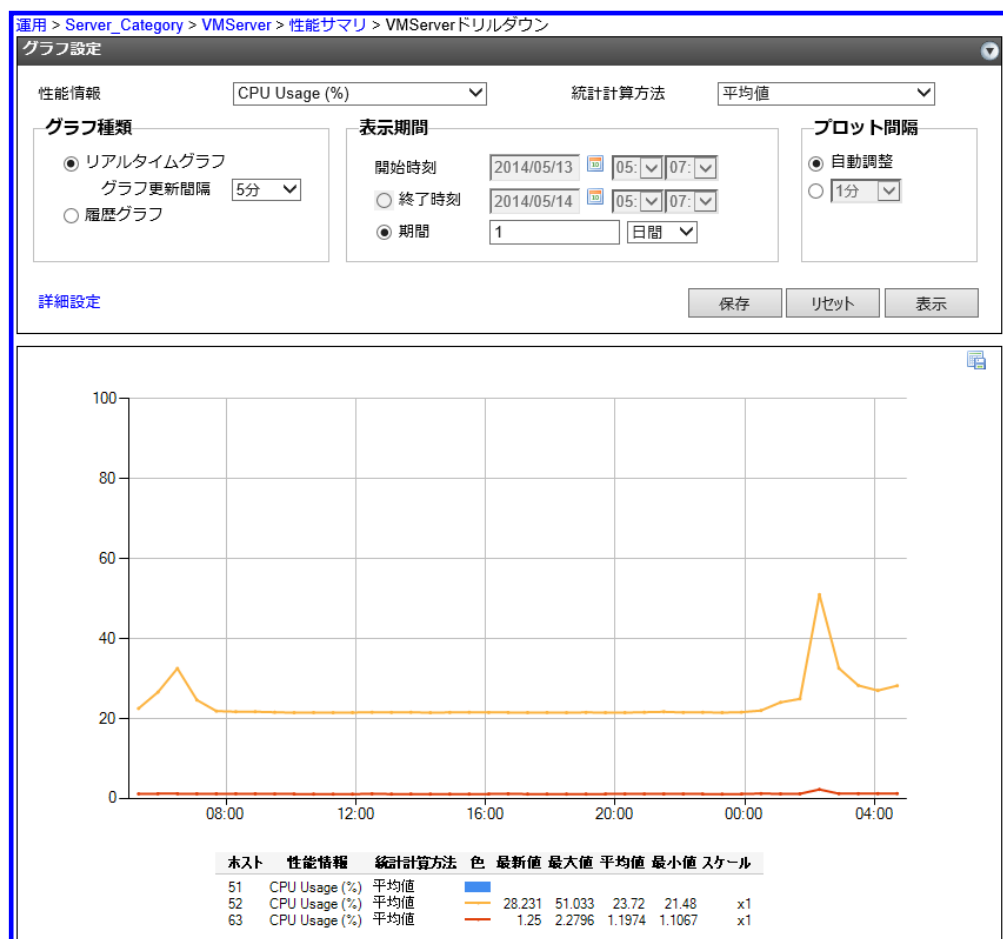 運用 > Server_Category > VMServer > 性能サマリ > VMServerドリルダウン
グラフ設定
性能情報 CPU Usage (%) 統計計算方法 平均値
グラフ種類 表示期間 プロット間隔
リアルタイムグラフ 開始時刻 2014/05/13 05: 07: 自動調整
グラフ更新間隔 5分 終了時刻 2014/05/14 05: 07: 1分
履歴グラフ 期間 1 日間
詳細設定 保存 リセット 表示
100
80
60
40
20
0
08:00 12:00 16:00 20:00 00:00 04:00
ホスト 性能情報 統計計算方法 色 最新値 最大値 平均値 最小値 スケール
51 CPU Usage (%) 平均値
52 CPU Usage (%) 平均値 28.231 51.033 23.72 21.48 x1
63 CPU Usage (%) 平均値 1.25 2.2796 1.1974 1.1067 x1